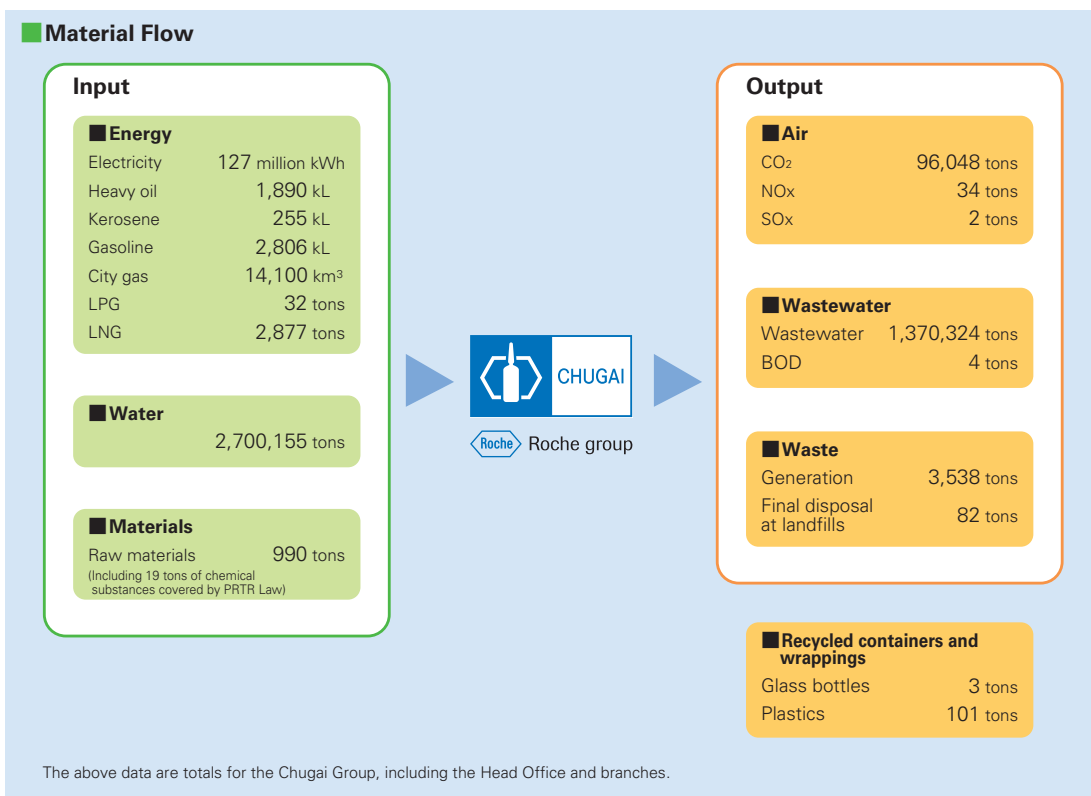 ■Material Flow
Input
■Energy
Electricity 127 million kWh
Heavy oil 1,890 kL
Kerosene 255 kL
Gasoline 2,806 kL
City gas 14,100 km³
LPG 32 tons
LNG 2,877 tons
■Water
2,700,155 tons
■Materials
Raw materials 990 tons
(Including 19 tons of chemical
substances covered by PRTR Law)
CHUGAI
Roche Roche group
Output
■Air
CO₂ 96,048 tons
NOx 34 tons
SOx 2 tons
■Wastewater
Wastewater 1,370,324 tons
BOD 4 tons
■Waste
Generation 3,538 tons
Final disposal
at landfills 82 tons
■Recycled containers and
wrappings
Glass bottles 3 tons
Plastics 101 tons
The above data are totals for the Chugai Group, including the Head Office and branches.